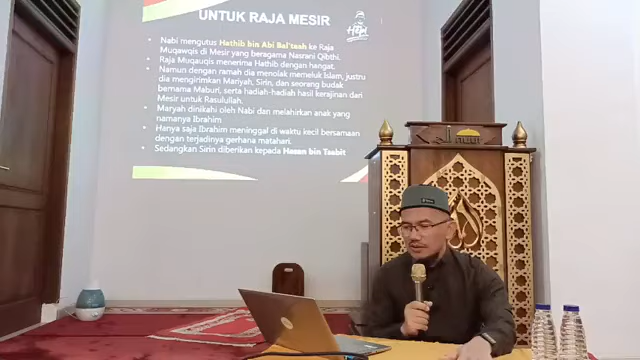 UNTUK RAJA MESIR
• Nabi mengutus Hathib bin Abi Bal'taah ke Raja
Muqawqis di Mesir yang beragama Nasrani Qibthi.
• Raja Muqauqis menerima Hathib dengan hangat.
• Namun dengan ramah dia menolak memeluk Islam, justru
dia mengirimkan Mariyah, Sirin, dan seorang budak
bernama Maburi, serta hadiah-hadiah hasil kerajinan dari
Mesir untuk Rasulullah.
• Maryah dinikahi oleh Nabi dan melahirkan anak yang
namanya Ibrahim
• Hanya saja Ibrahim meninggal di waktu kecil bersamaan
dengan terjadinya gerhana matahari.
• Sedangkan Sirin diberikan kepada Hasan bin Tsabit